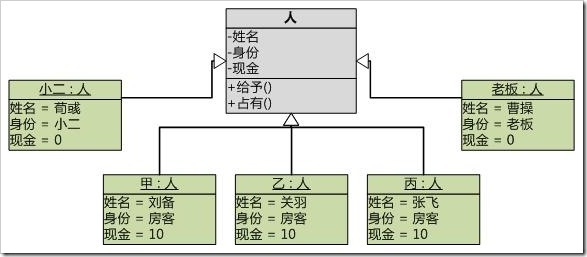 人
-姓名
-身份
-现金
+给予()
+占有()
小二 : 人
姓名 = 荀彧
身份 = 小二
现金 = 0
老板 : 人
姓名 = 曹操
身份 = 老板
现金 = 0
甲 : 人
姓名 = 刘备
身份 = 房客
现金 = 10
乙 : 人
姓名 = 关羽
身份 = 房客
现金 = 10
丙 : 人
姓名 = 张飞
身份 = 房客
现金 = 10